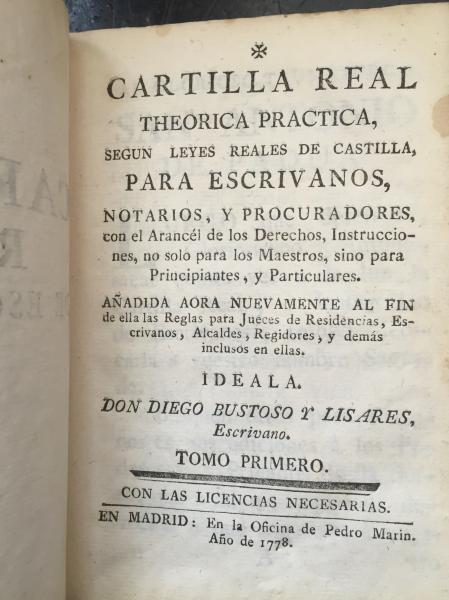 CARTILLA REAL
THEORICA PRACTICA,
SEGUN LEYES REALES DE CASTILLA,
PARA ESCRIVANOS,
NOTARIOS, Y PROCURADORES,
con el Arancél de los Derechos, Instruccio-
nes, no solo para los Maestros, sino para
Principiantes, y Particulares.
AÑADIDA AORA NUEVAMENTE AL FIN
de ella las Reglas para Jueces de Residencias, Es-
crivanos, Alcaldes, Regidores, y demás
inclusos en ellas.
IDEALA.
DON DIEGO BUSTOSO Y LISARES,
Escrivano.
TOMO PRIMERO.
CON LAS LICENCIAS NECESARIAS.
EN MADRID: En la Oficina de Pedro Marin.
Año de 1778.